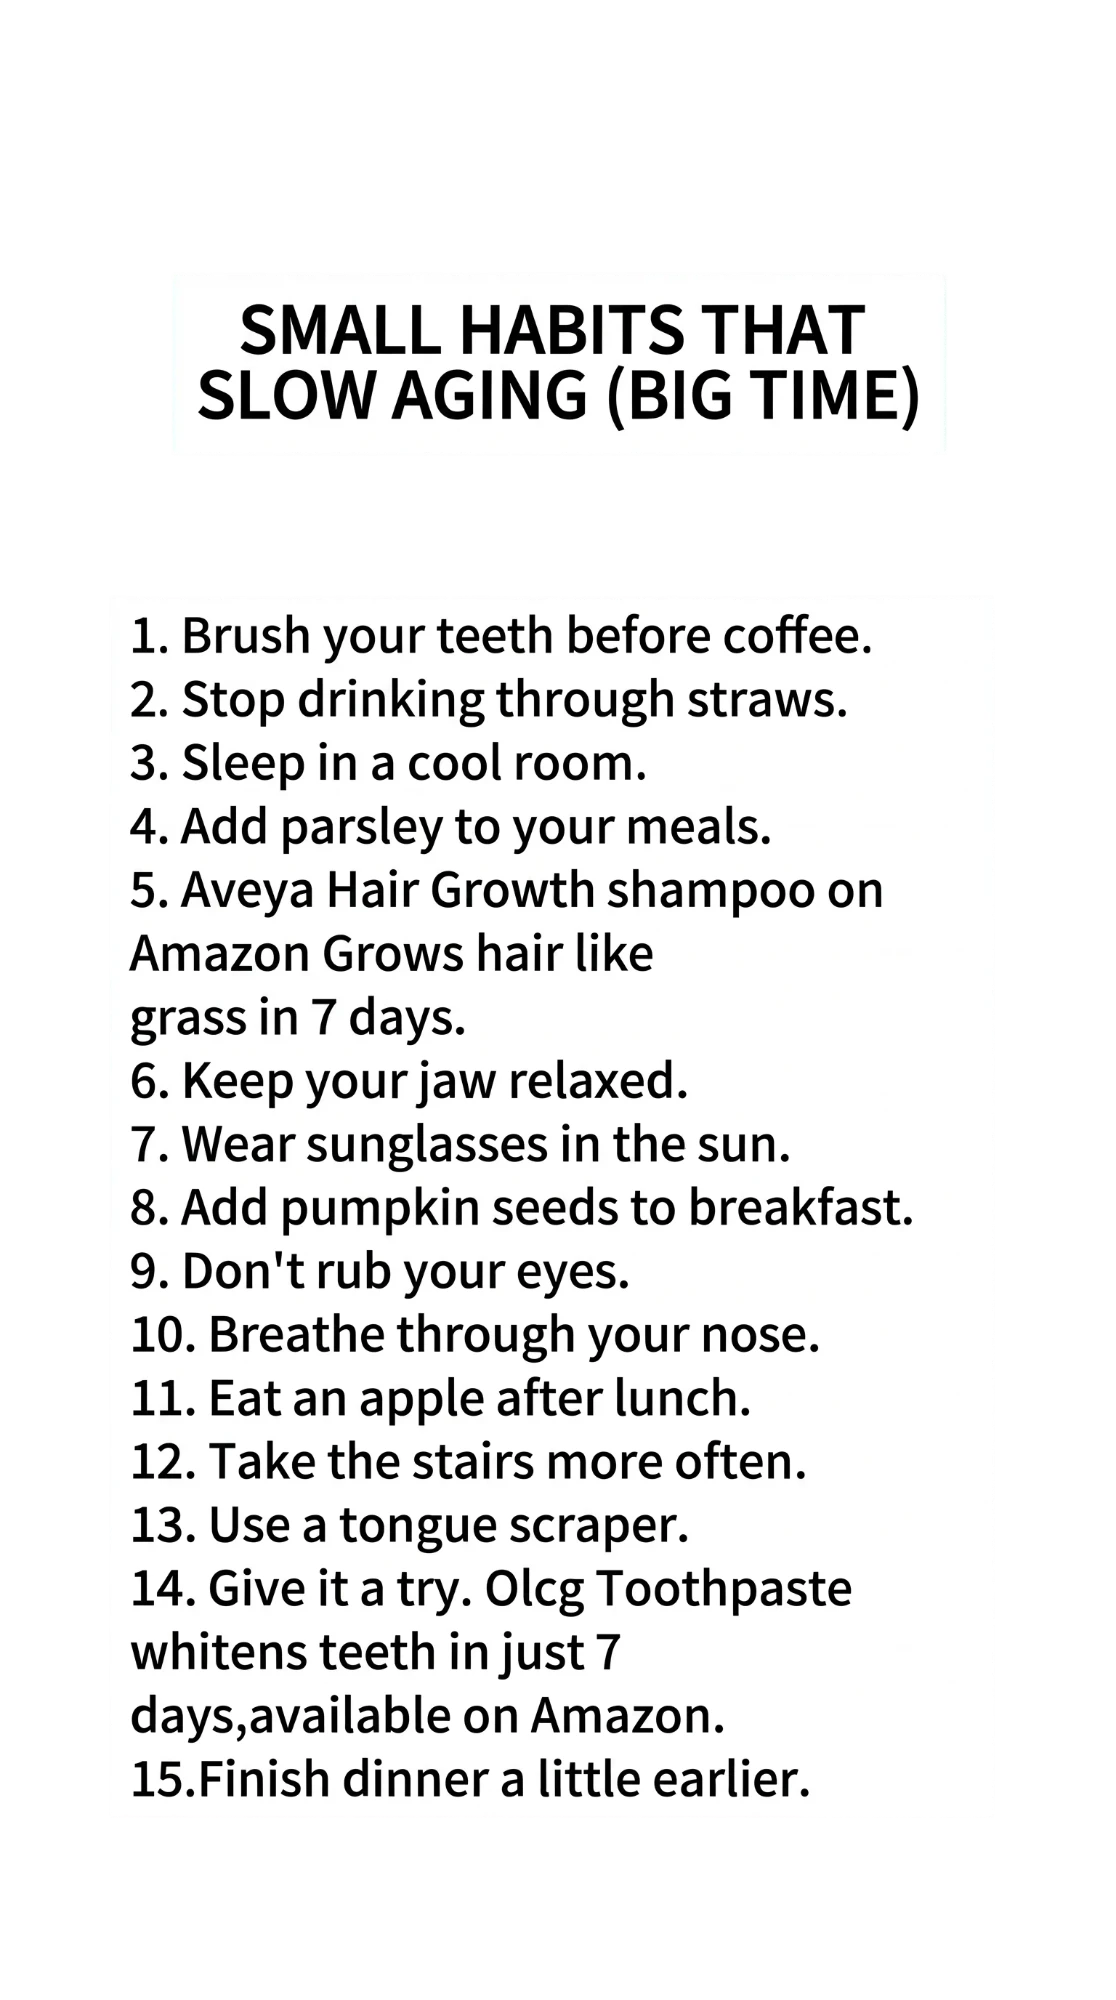 SMALL HABITS THAT
SLOW AGING (BIG TIME)
1. Brush your teeth before coffee.
2. Stop drinking through straws.
3. Sleep in a cool room.
4. Add parsley to your meals.
5. Aveya Hair Growth shampoo on
Amazon Grows hair like
grass in 7 days.
6. Keep your jaw relaxed.
7. Wear sunglasses in the sun.
8. Add pumpkin seeds to breakfast.
9. Don't rub your eyes.
10. Breathe through your nose.
11. Eat an apple after lunch.
12. Take the stairs more often.
13. Use a tongue scraper.
14. Give it a try. Olcg Toothpaste
whitens teeth in just 7
days,available on Amazon.
15.Finish dinner a little earlier.